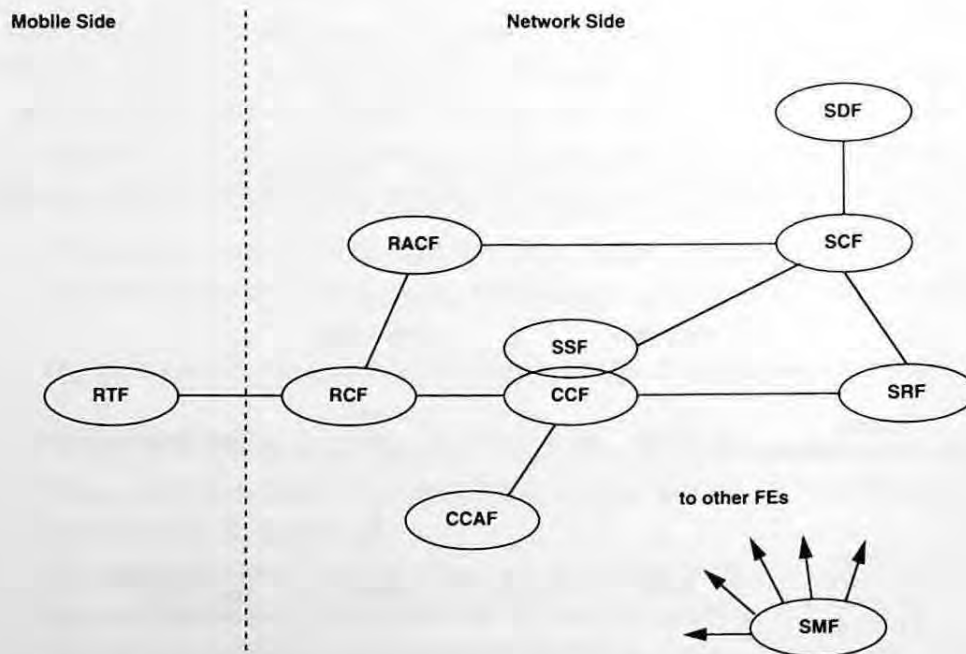 Mobile Side
Network Side
SDF
RACF
SCF
SSF
RTF
RCF
CCF
SRF
CCAF
to other FEs
SMF